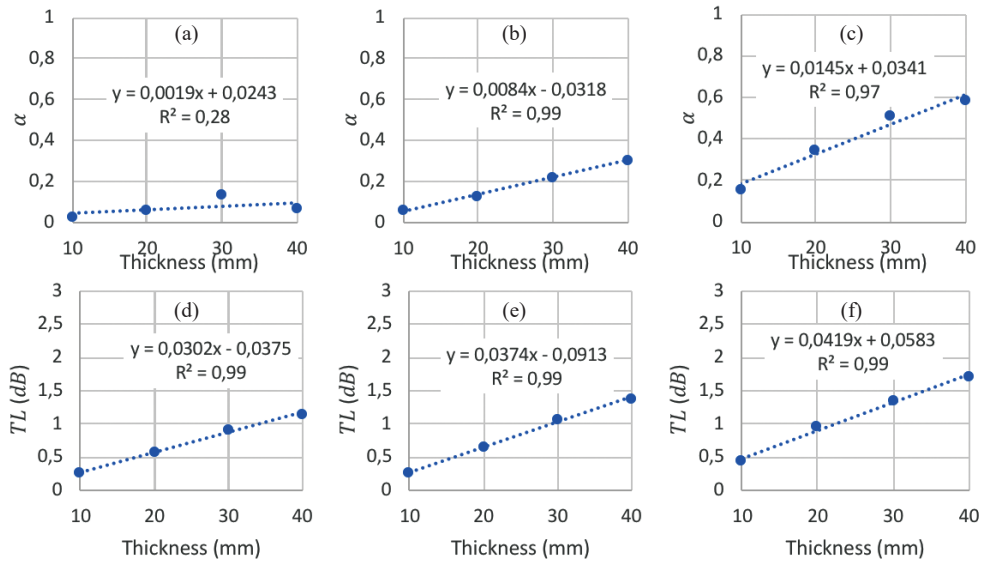 1
(a)
0,8
y = 0,0019x + 0,0243
R² = 0,28
0,6
α
0,4
0,2
0
10 20 30 40
Thickness (mm)
1
(b)
0,8
y = 0,0084x - 0,0318
R² = 0,99
0,6
α
0,4
0,2
0
10 20 30 40
Thickness (mm)
1
(c)
0,8
y = 0,0145x + 0,0341
R² = 0,97
0,6
α
0,4
0,2
0
10 20 30 40
Thickness (mm)
3
(d)
2,5
y = 0,0302x - 0,0375
2
R² = 0,99
1,5
TL (dB)
1
0,5
0
10 20 30 40
Thickness (mm)
3
(e)
2,5
y = 0,0374x - 0,0913
2
R² = 0,99
1,5
TL (dB)
1
0,5
0
10 20 30 40
Thickness (mm)
3
(f)
2,5
y = 0,0419x + 0,0583
2
R² = 0,99
1,5
TL (dB)
1
0,5
0
10 20 30 40
Thickness (mm)